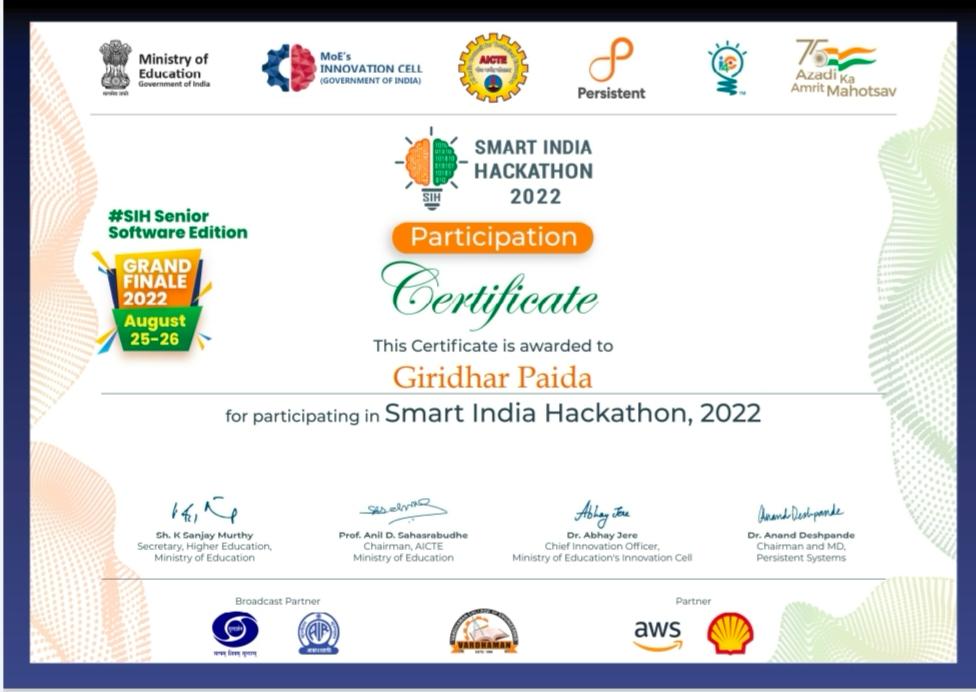 Ministry of
Education
Government of India
MoE's
INNOVATION CELL
(GOVERNMENT OF INDIA)
AICTE
Persistent
75
Azadi Ka
Amrit Mahotsav
SMART INDIA
HACKATHON
2022
SIH
#SIH Senior
Software Edition
GRAND
FINALE
2022
August
25-26
Participation
Certificate
This Certificate is awarded to
Giridhar Paida
for participating in Smart India Hackathon, 2022
Abhay Jere
Anand Deshpande
Sh. K Sanjay Murthy
Secretary, Higher Education,
Ministry of Education
Prof. Anil D. Sahasrabudhe
Chairman, AICTE
Ministry of Education
Dr. Abhay Jere
Chief Innovation Officer,
Ministry of Education's Innovation Cell
Dr. Anand Deshpande
Chairman and MD,
Persistent Systems
Broadcast Partner
Partner
सत्यम् शिवम् सुन्दरम्
AIR
VARDHAMAN
aws